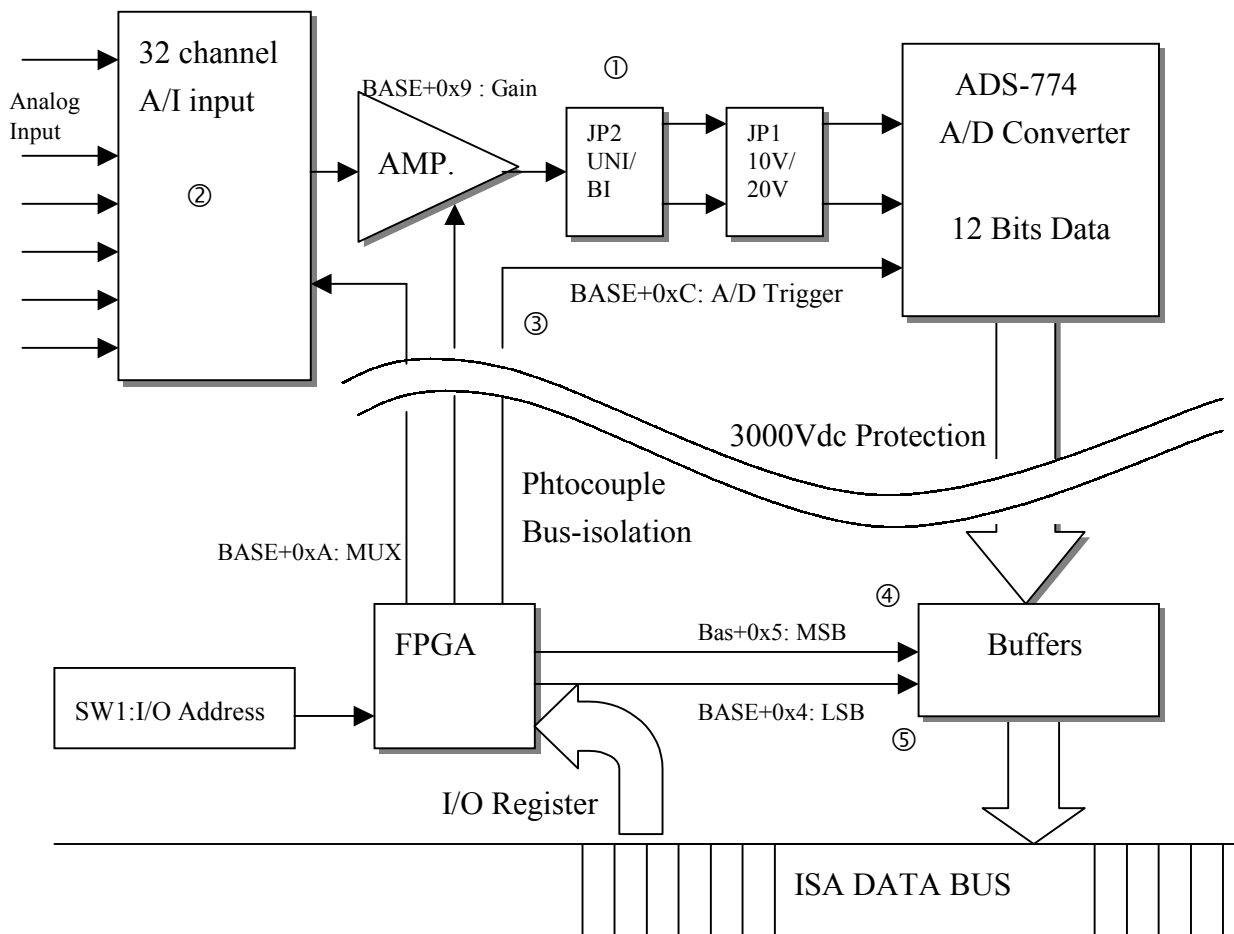 32 channel
A/I input
②
Analog
Input
BASE+0x9 : Gain
AMP.
①
JP2
UNI/
BI
JP1
10V/
20V
ADS-774
A/D Converter
12 Bits Data
BASE+0xC: A/D Trigger
③
3000Vdc Protection
Phtocouple
Bus-isolation
BASE+0xA: MUX
④
FPGA
Bas+0x5: MSB
Buffers
SW1:I/O Address
BASE+0x4: LSB
⑤
I/O Register
ISA DATA BUS